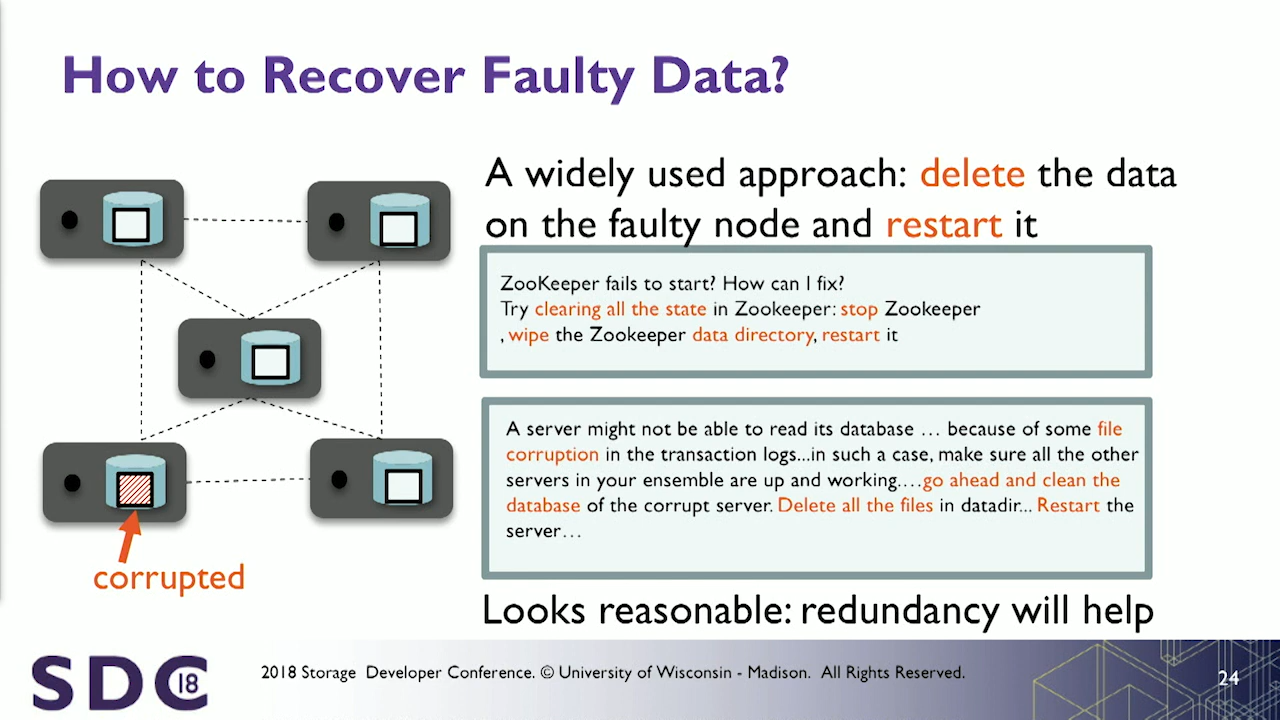 How to Recover Faulty Data?
A widely used approach: delete the data
on the faulty node and restart it
ZooKeeper fails to start? How can I fix?
Try clearing all the state in Zookeeper: stop Zookeeper
, wipe the Zookeeper data directory, restart it
A server might not be able to read its database … because of some file
corruption in the transaction logs...in such a case, make sure all the other
servers in your ensemble are up and working….go ahead and clean the
database of the corrupt server. Delete all the files in datadir... Restart the
server…
corrupted
Looks reasonable: redundancy will help
SDC 18
2018 Storage Developer Conference. © University of Wisconsin - Madison. All Rights Reserved.
24